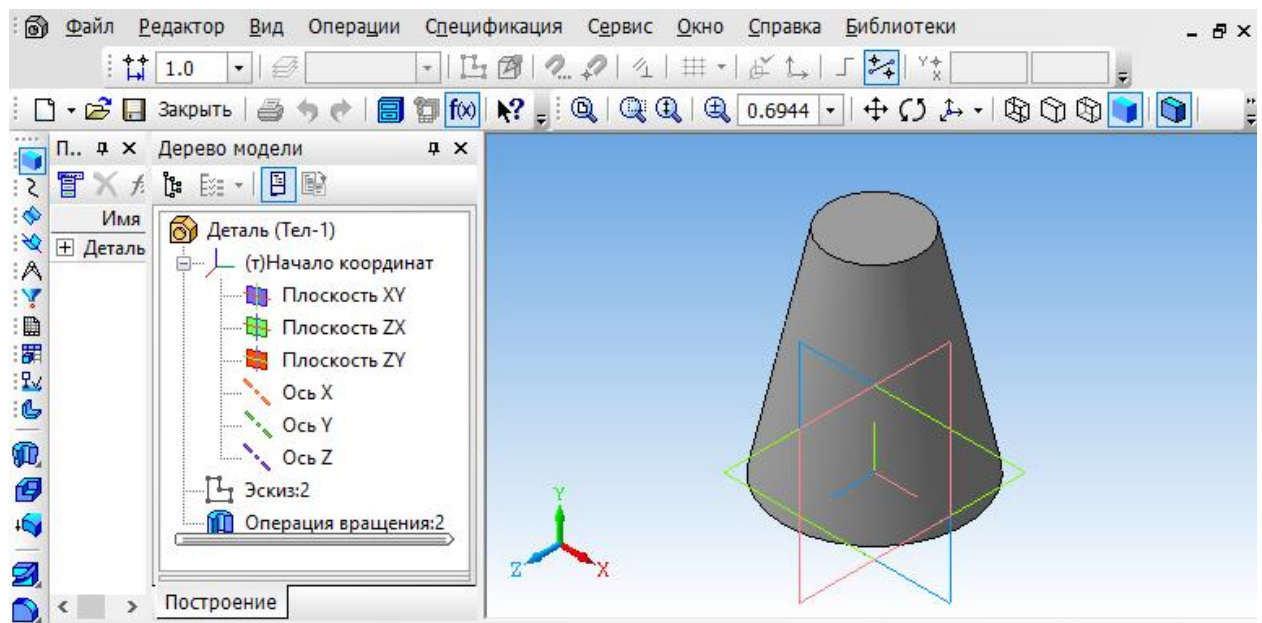 Файл Редактор Вид Операции Спецификация Сервис Окно Справка Библиотеки
1.0
Закрыть f(x) 0.6944
П.. Дерево модели
Имя
Деталь
Деталь (Тел-1)
(т)Начало координат
Плоскость XY
Плоскость ZX
Плоскость ZY
Ось X
Ось Y
Ось Z
Эскиз:2
Операция вращения:2
Построение
Y
Z X